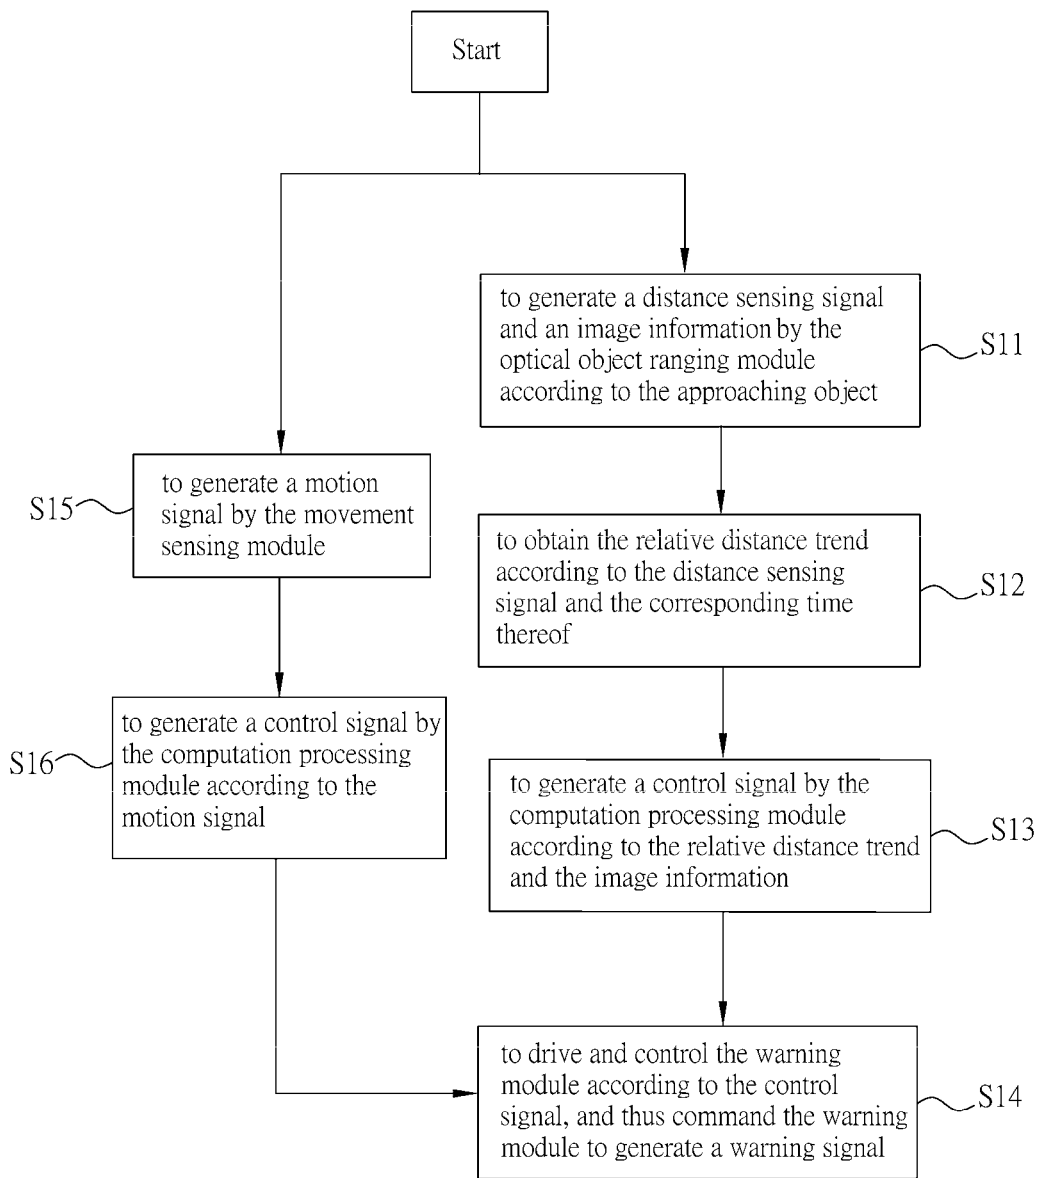 Start
to generate a distance sensing signal
and an image information by the
optical object ranging module
according to the approaching object
S11
to generate a motion
signal by the movement
sensing module
S15
to obtain the relative distance trend
according to the distance sensing
signal and the corresponding time
thereof
S12
to generate a control signal by
the computation processing
module according to the
motion signal
S16
to generate a control signal by the
computation processing module
according to the relative distance trend
and the image information
S13
to drive and control the warning
module according to the control
signal, and thus command the warning
module to generate a warning signal
S14